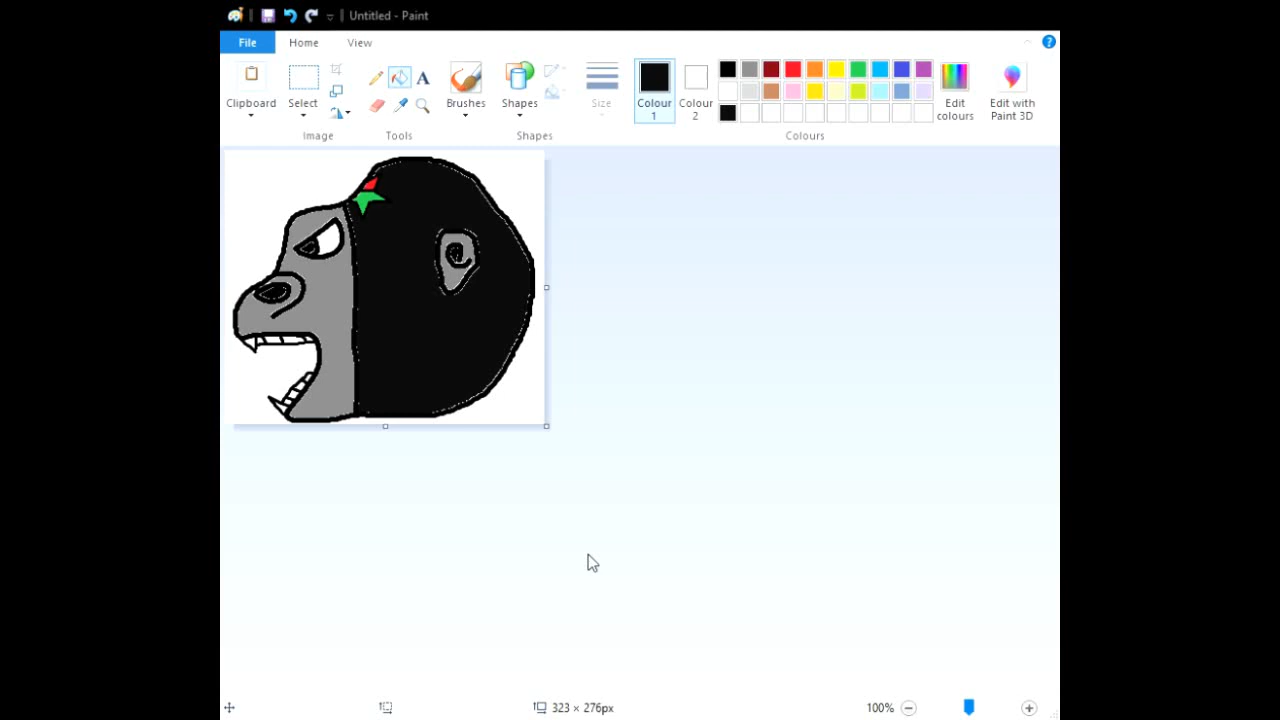 Untitled - Paint
File Home View
Clipboard Select Brushes Shapes Size Colour 1 Colour 2 Edit colours Edit with Paint 3D
Image Tools Shapes Colours
323 × 276px 100%